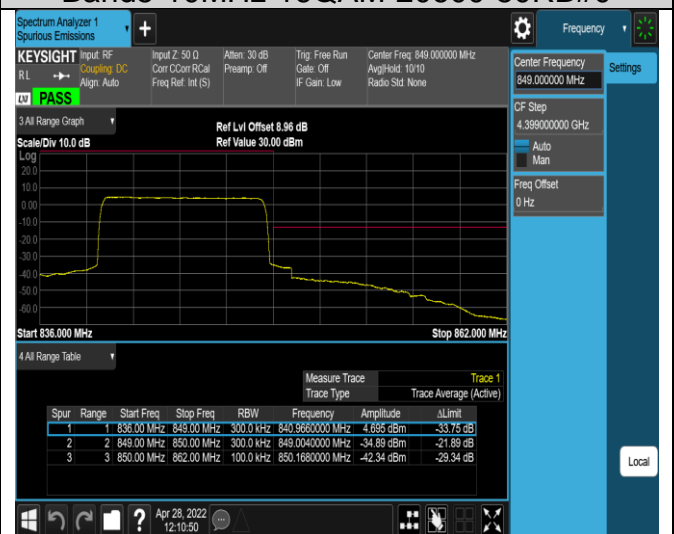 Spectrum Analyzer 1
Spurious Emissions
+
Frequency
KEYSIGHT
Input: RF
Input Z: 50 Ω
Atten: 30 dB
Trig: Free Run
Center Freq: 849.000000 MHz
RL
Coupling: DC
Corr CCorr RCal
Preamp: Off
Gate: Off
Avg|Hold: 10/10
Align: Auto
Freq Ref: Int (S)
IF Gain: Low
Radio Std: None
PASS
Center Frequency
849.000000 MHz
Settings
CF Step
4.399000000 GHz
Auto
Man
Freq Offset
0 Hz
3 All Range Graph
Ref Lvl Offset 8.96 dB
Scale/Div 10.0 dB
Ref Value 30.00 dBm
Log
20.0
10.0
0.00
-10.0
-20.0
-30.0
-40.0
-50.0
-60.0
Start 836.000 MHz
Stop 862.000 MHz
4 All Range Table
Measure Trace Trace 1
Trace Type Trace Average (Active)
Spur Range Start Freq Stop Freq RBW Frequency Amplitude ΔLimit
1 1 836.00 MHz 849.00 MHz 300.0 kHz 840.9660000 MHz 4.695 dBm -33.75 dB
2 2 849.00 MHz 850.00 MHz 300.0 kHz 849.0040000 MHz -34.89 dBm -21.89 dB
3 3 850.00 MHz 862.00 MHz 100.0 kHz 850.1680000 MHz -42.34 dBm -29.34 dB
Local
?
Apr 28, 2022
12:10:50